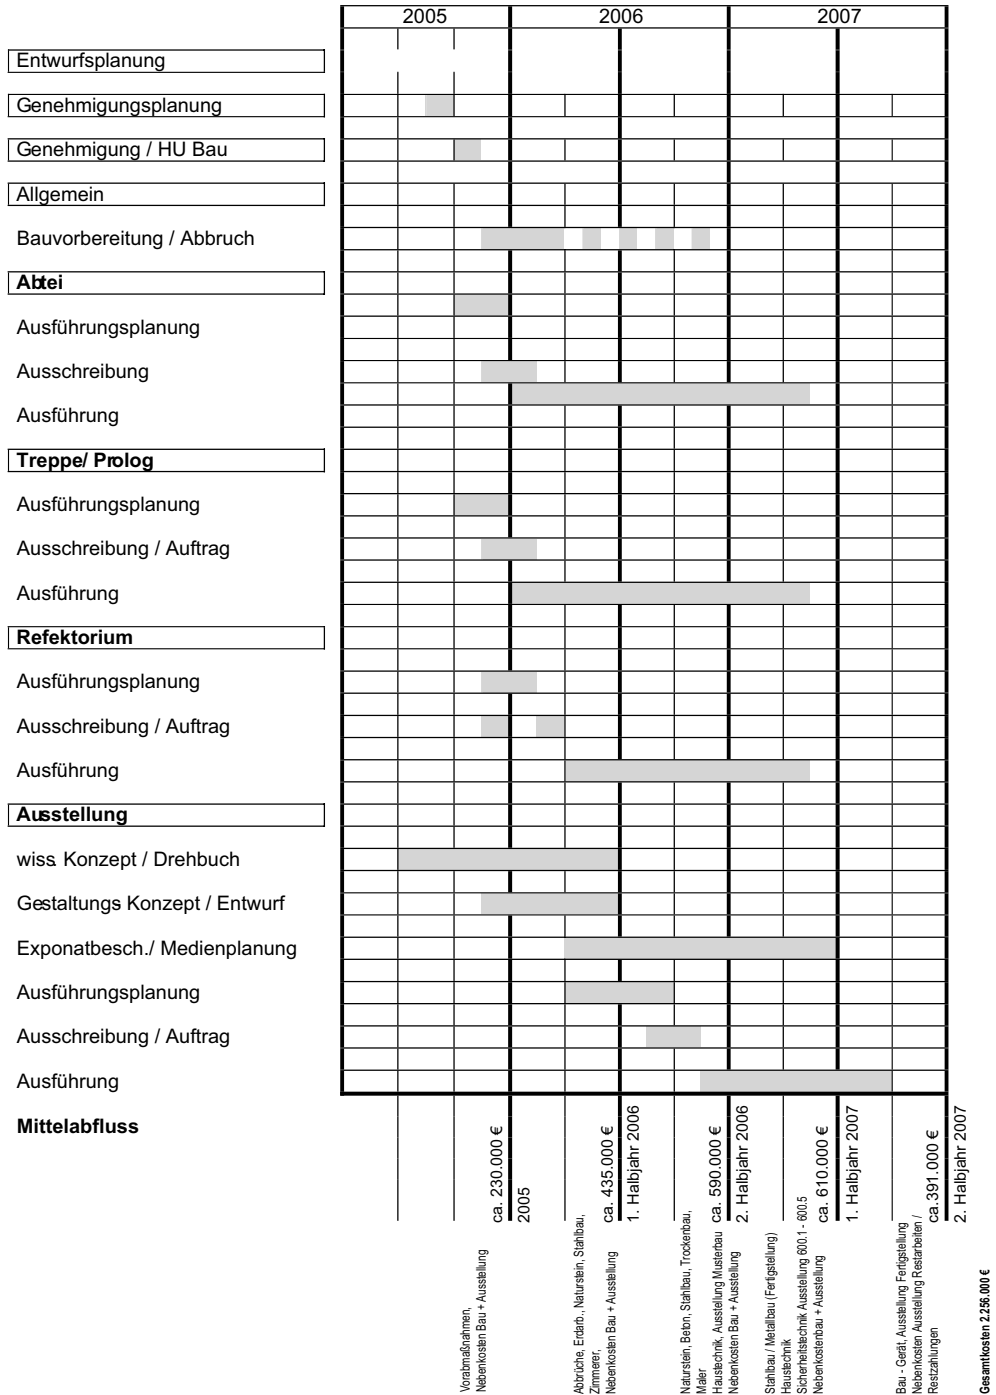 2005 2006 2007
Entwurfsplanung
Genehmigungsplanung
Genehmigung / HU Bau
Allgemein
Bauvorbereitung / Abbruch
Abtei
Ausführungsplanung
Ausschreibung
Ausführung
Treppe/ Prolog
Ausführungsplanung
Ausschreibung / Auftrag
Ausführung
Refektorium
Ausführungsplanung
Ausschreibung / Auftrag
Ausführung
Ausstellung
wiss. Konzept / Drehbuch
Gestaltungs Konzept / Entwurf
Exponatbesch./ Medienplanung
Ausführungsplanung
Ausschreibung / Auftrag
Ausführung
Mittelabfluss
ca. 230.000 €
2005
ca. 435.000 €
1. Halbjahr 2006
ca. 590.000 €
2. Halbjahr 2006
ca. 610.000 €
1. Halbjahr 2007
ca.391.000 €
2. Halbjahr 2007
Vorabmaßnahmen,
Nebenkosten Bau + Ausstellung
Abbrüche, Erdarb., Naturstein, Stahlbau,
Zimmerer,
Nebenkosten Bau + Ausstellung
Naturstein, Beton, Stahlbau, Trockenbau,
Maler
Haustechnik, Ausstellung Musterbau
Nebenkosten Bau + Ausstellung
Stahlbau / Metallbau (Fertigstellung)
Haustechnik
Sicherheitstechnik Ausstellung 600.1 - 600.5
Nebenkostenbau + Ausstellung
Bau - Gerät, Ausstellung Fertigstellung
Nebenkosten Ausstellung Restarbeiten /
Restzahlungen
Gesamtkosten 2.256.000 €